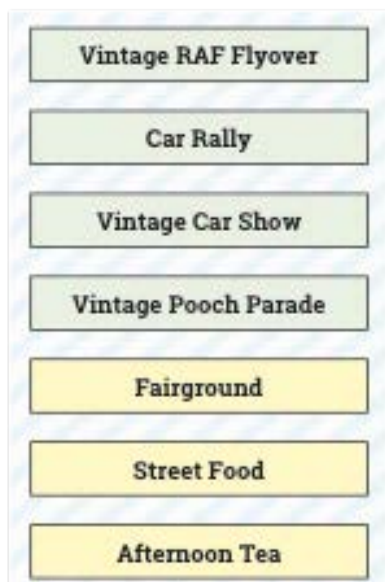 Vintage RAF Flyover
Car Rally
Vintage Car Show
Vintage Pooch Parade
Fairground
Street Food
Afternoon Tea